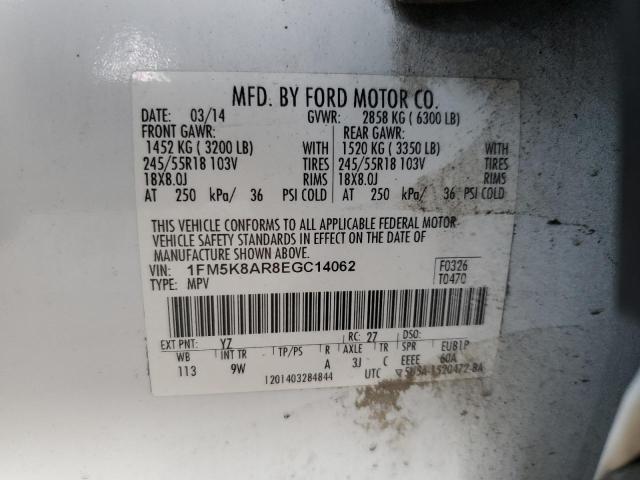 MFD. BY FORD MOTOR CO.
DATE: 03/14 GVWR: 2858 KG ( 6300 LB)
FRONT GAWR: REAR GAWR:
1452 KG ( 3200 LB) WITH 1520 KG ( 3350 LB) WITH
245/55R18 103V TIRES 245/55R18 103V TIRES
18X8.0J RIMS 18X8.0J RIMS
AT 250 kPa/ 36 PSI COLD AT 250 kPa/ 36 PSI COLD
THIS VEHICLE CONFORMS TO ALL APPLICABLE FEDERAL MOTOR
VEHICLE SAFETY STANDARDS IN EFFECT ON THE DATE OF
MANUFACTURE SHOWN ABOVE.
VIN: 1FM5K8AR8EGC14062 F0326
TYPE: MPV T0470
EXT PNT: YZ RC: 27 DSO:
WB INT TR TP/PS R AXLE TR SPR EUB1P
113 9W A 3J C EEEE 60A
1201403284844 UTC